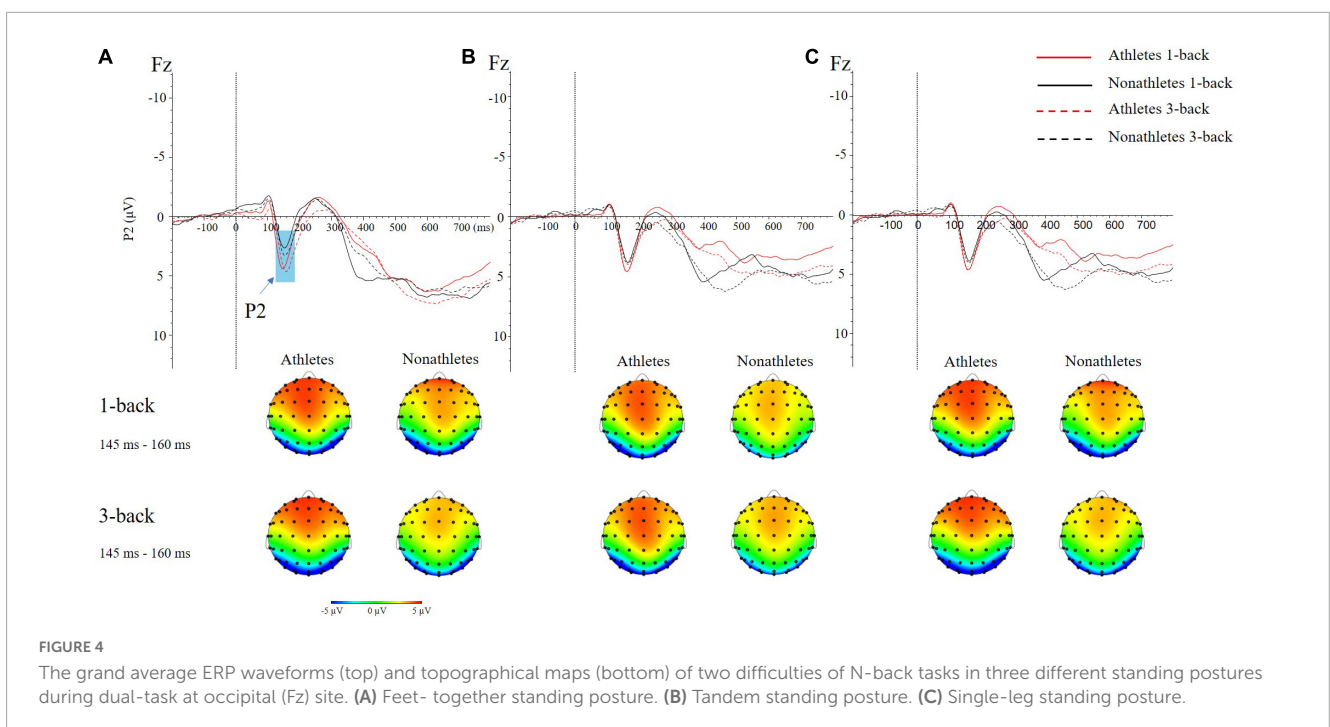 A
B
C
Fz
Fz
Fz
Athletes 1-back
Nonathletes 1-back
Athletes 3-back
Nonathletes 3-back
-10
-5
0
5
10
P2 (μV)
-100 0 100 200 300 400 500 600 700 (ms)
P2
-10
-5
0
5
10
-100 0 100 200 300 400 500 600 700
-10
-5
0
5
10
-100 0 100 200 300 400 500 600 700
Athletes Nonathletes Athletes Nonathletes Athletes Nonathletes
1-back
145 ms - 160 ms
3-back
145 ms - 160 ms
-5 μV 0 μV 5 μV
FIGURE 4
The grand average ERP waveforms (top) and topographical maps (bottom) of two difficulties of N-back tasks in three different standing postures
during dual-task at occipital (Fz) site. (A) Feet- together standing posture. (B) Tandem standing posture. (C) Single-leg standing posture.